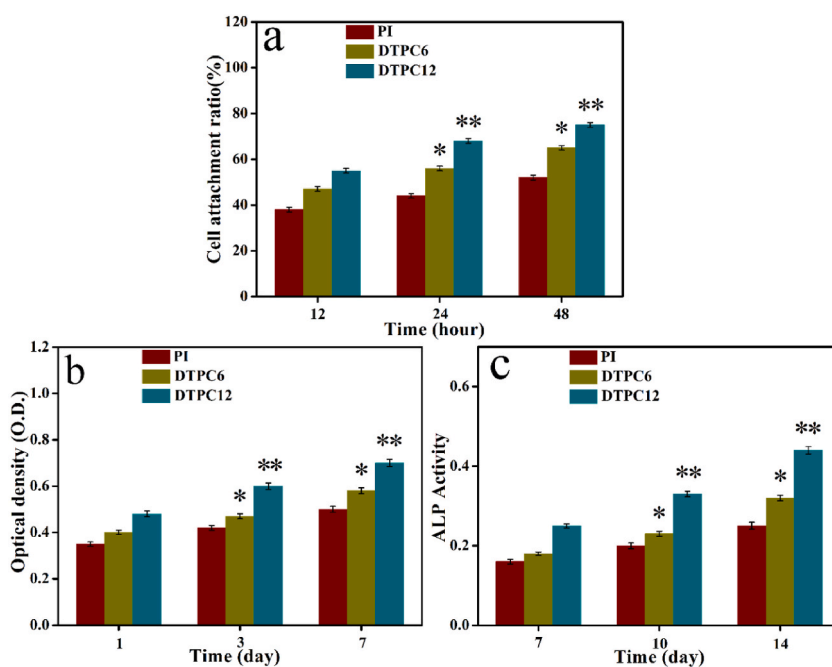 a
PI
DTPC6
DTPC12
Cell attachment ratio(%)
120
100
80
60
40
20
0
* ** * **
12 24 48
Time (hour)
b
PI
DTPC6
DTPC12
Optical density (O.D.)
1.2
1.0
0.8
0.6
0.4
0.2
0.0
* ** * **
1 3 7
Time (day)
c
PI
DTPC6
DTPC12
ALP Activity
0.6
0.4
0.2
0.0
* ** * **
7 10 14
Time (day)